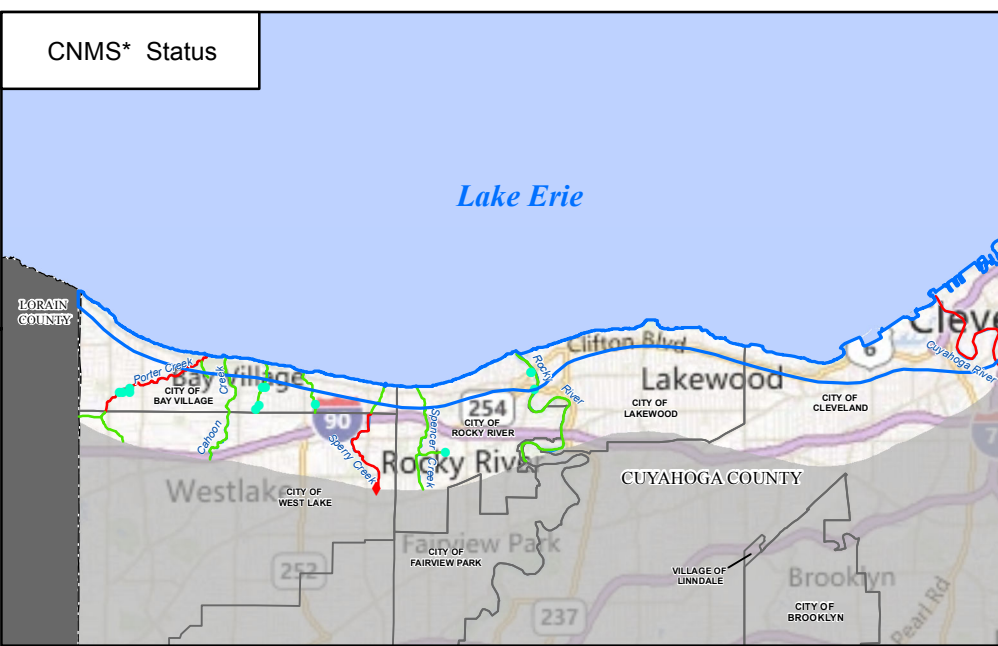 CNMS* Status
Lake Erie
LORAIN
COUNTY
Porter Creek
Bay Village
CITY OF
BAY VILLAGE
Cahoon
Creek
90
Sperry Creek
Spencer Creek
254
CITY OF
ROCKY RIVER
Rocky River
Rocky
River
Clifton Blvd
Lakewood
CITY OF
LAKEWOOD
6
Cleve
Cuyahoga River
CITY OF
CLEVELAND
7
CUYAHOGA COUNTY
Westlake
CITY OF
WEST LAKE
252
Fairview Park
CITY OF
FAIRVIEW PARK
237
VILLAGE OF
LINNDALE
Brooklyn
CITY OF
BROOKLYN
Pearl Rd